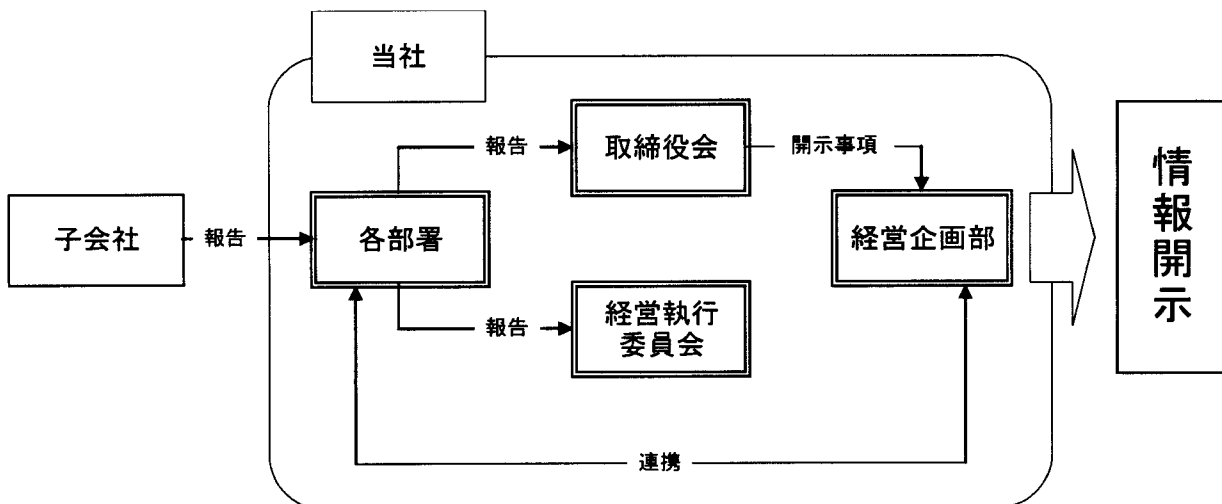 当社
報告
取締役会
開示事項
子会社
報告
各部署
経営企画部
情報開示
報告
経営執行
委員会
連携